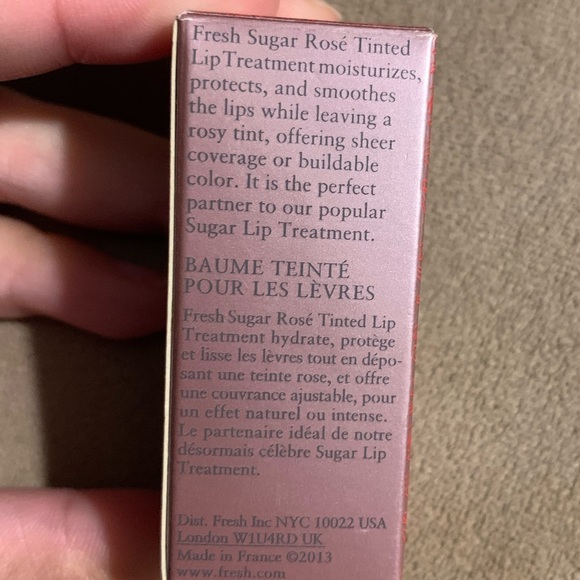 Fresh Sugar Rosé Tinted
Lip Treatment moisturizes,
protects, and smoothes
the lips while leaving a
rosy tint, offering sheer
coverage or buildable
color. It is the perfect
partner to our popular
Sugar Lip Treatment.
BAUME TEINTÉ
POUR LES LÈVRES
Fresh Sugar Rosé Tinted Lip
Treatment hydrate, protège
et lisse les lèvres tout en dépo-
sant une teinte rose, et offre
une couvrance ajustable, pour
un effet naturel ou intense.
Le partenaire idéal de notre
désormais célèbre Sugar Lip
Treatment.
Dist. Fresh Inc NYC 10022 USA
London W1U4RD UK
Made in France ©2013
www.fresh.com